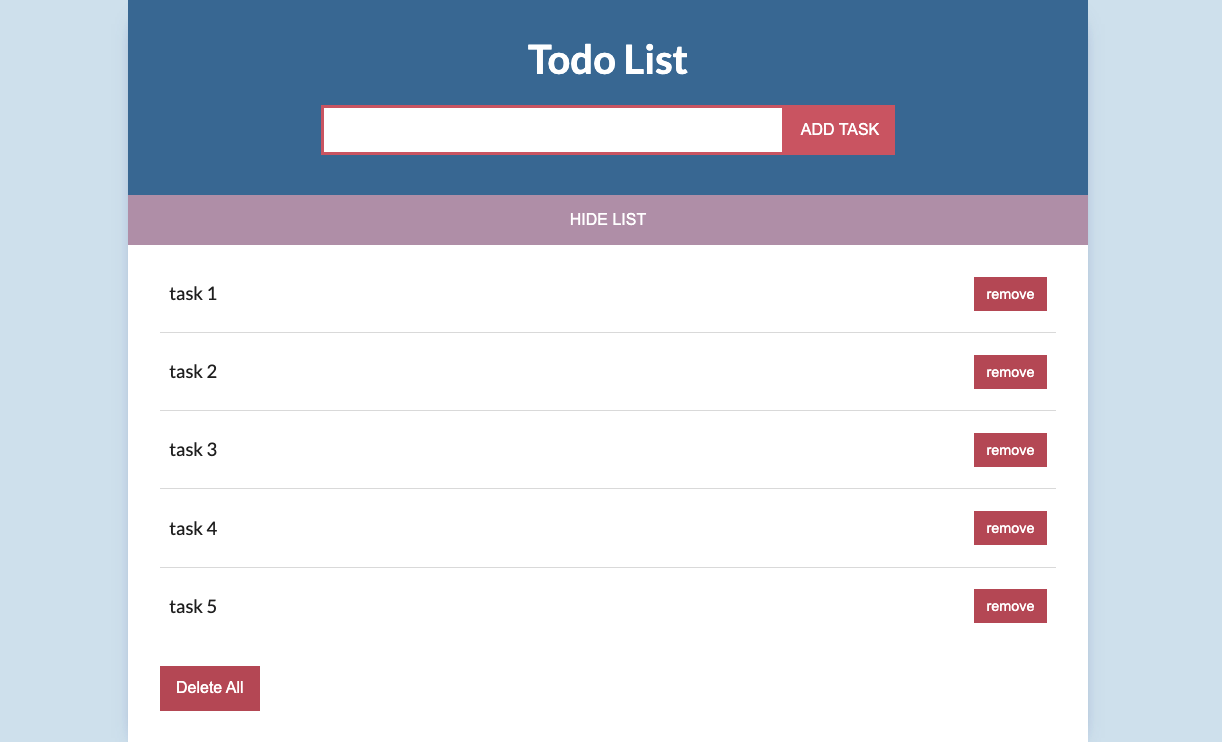 Todo List
ADD TASK
HIDE LIST
task 1 remove
task 2 remove
task 3 remove
task 4 remove
task 5 remove
Delete All